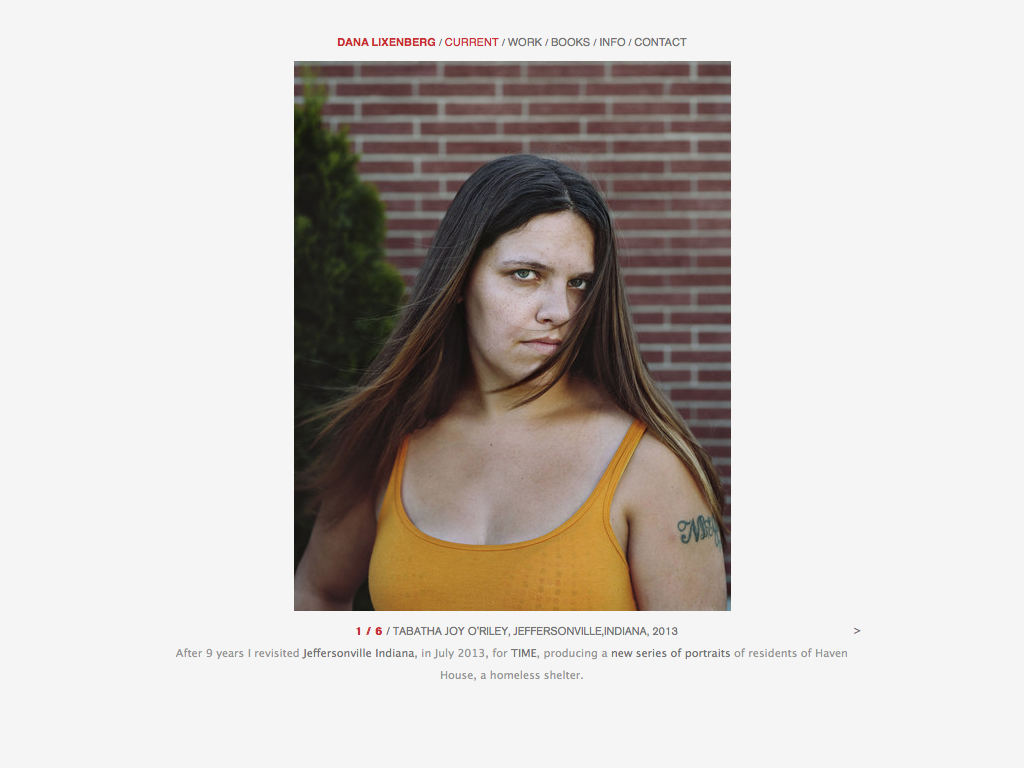 DANA LIXENBERG / CURRENT / WORK / BOOKS / INFO / CONTACT
1 / 6 / TABATHA JOY O'RILEY, JEFFERSONVILLE,INDIANA, 2013 >
After 9 years I revisited Jeffersonville Indiana, in July 2013, for TIME, producing a new series of portraits of residents of Haven
House, a homeless shelter.